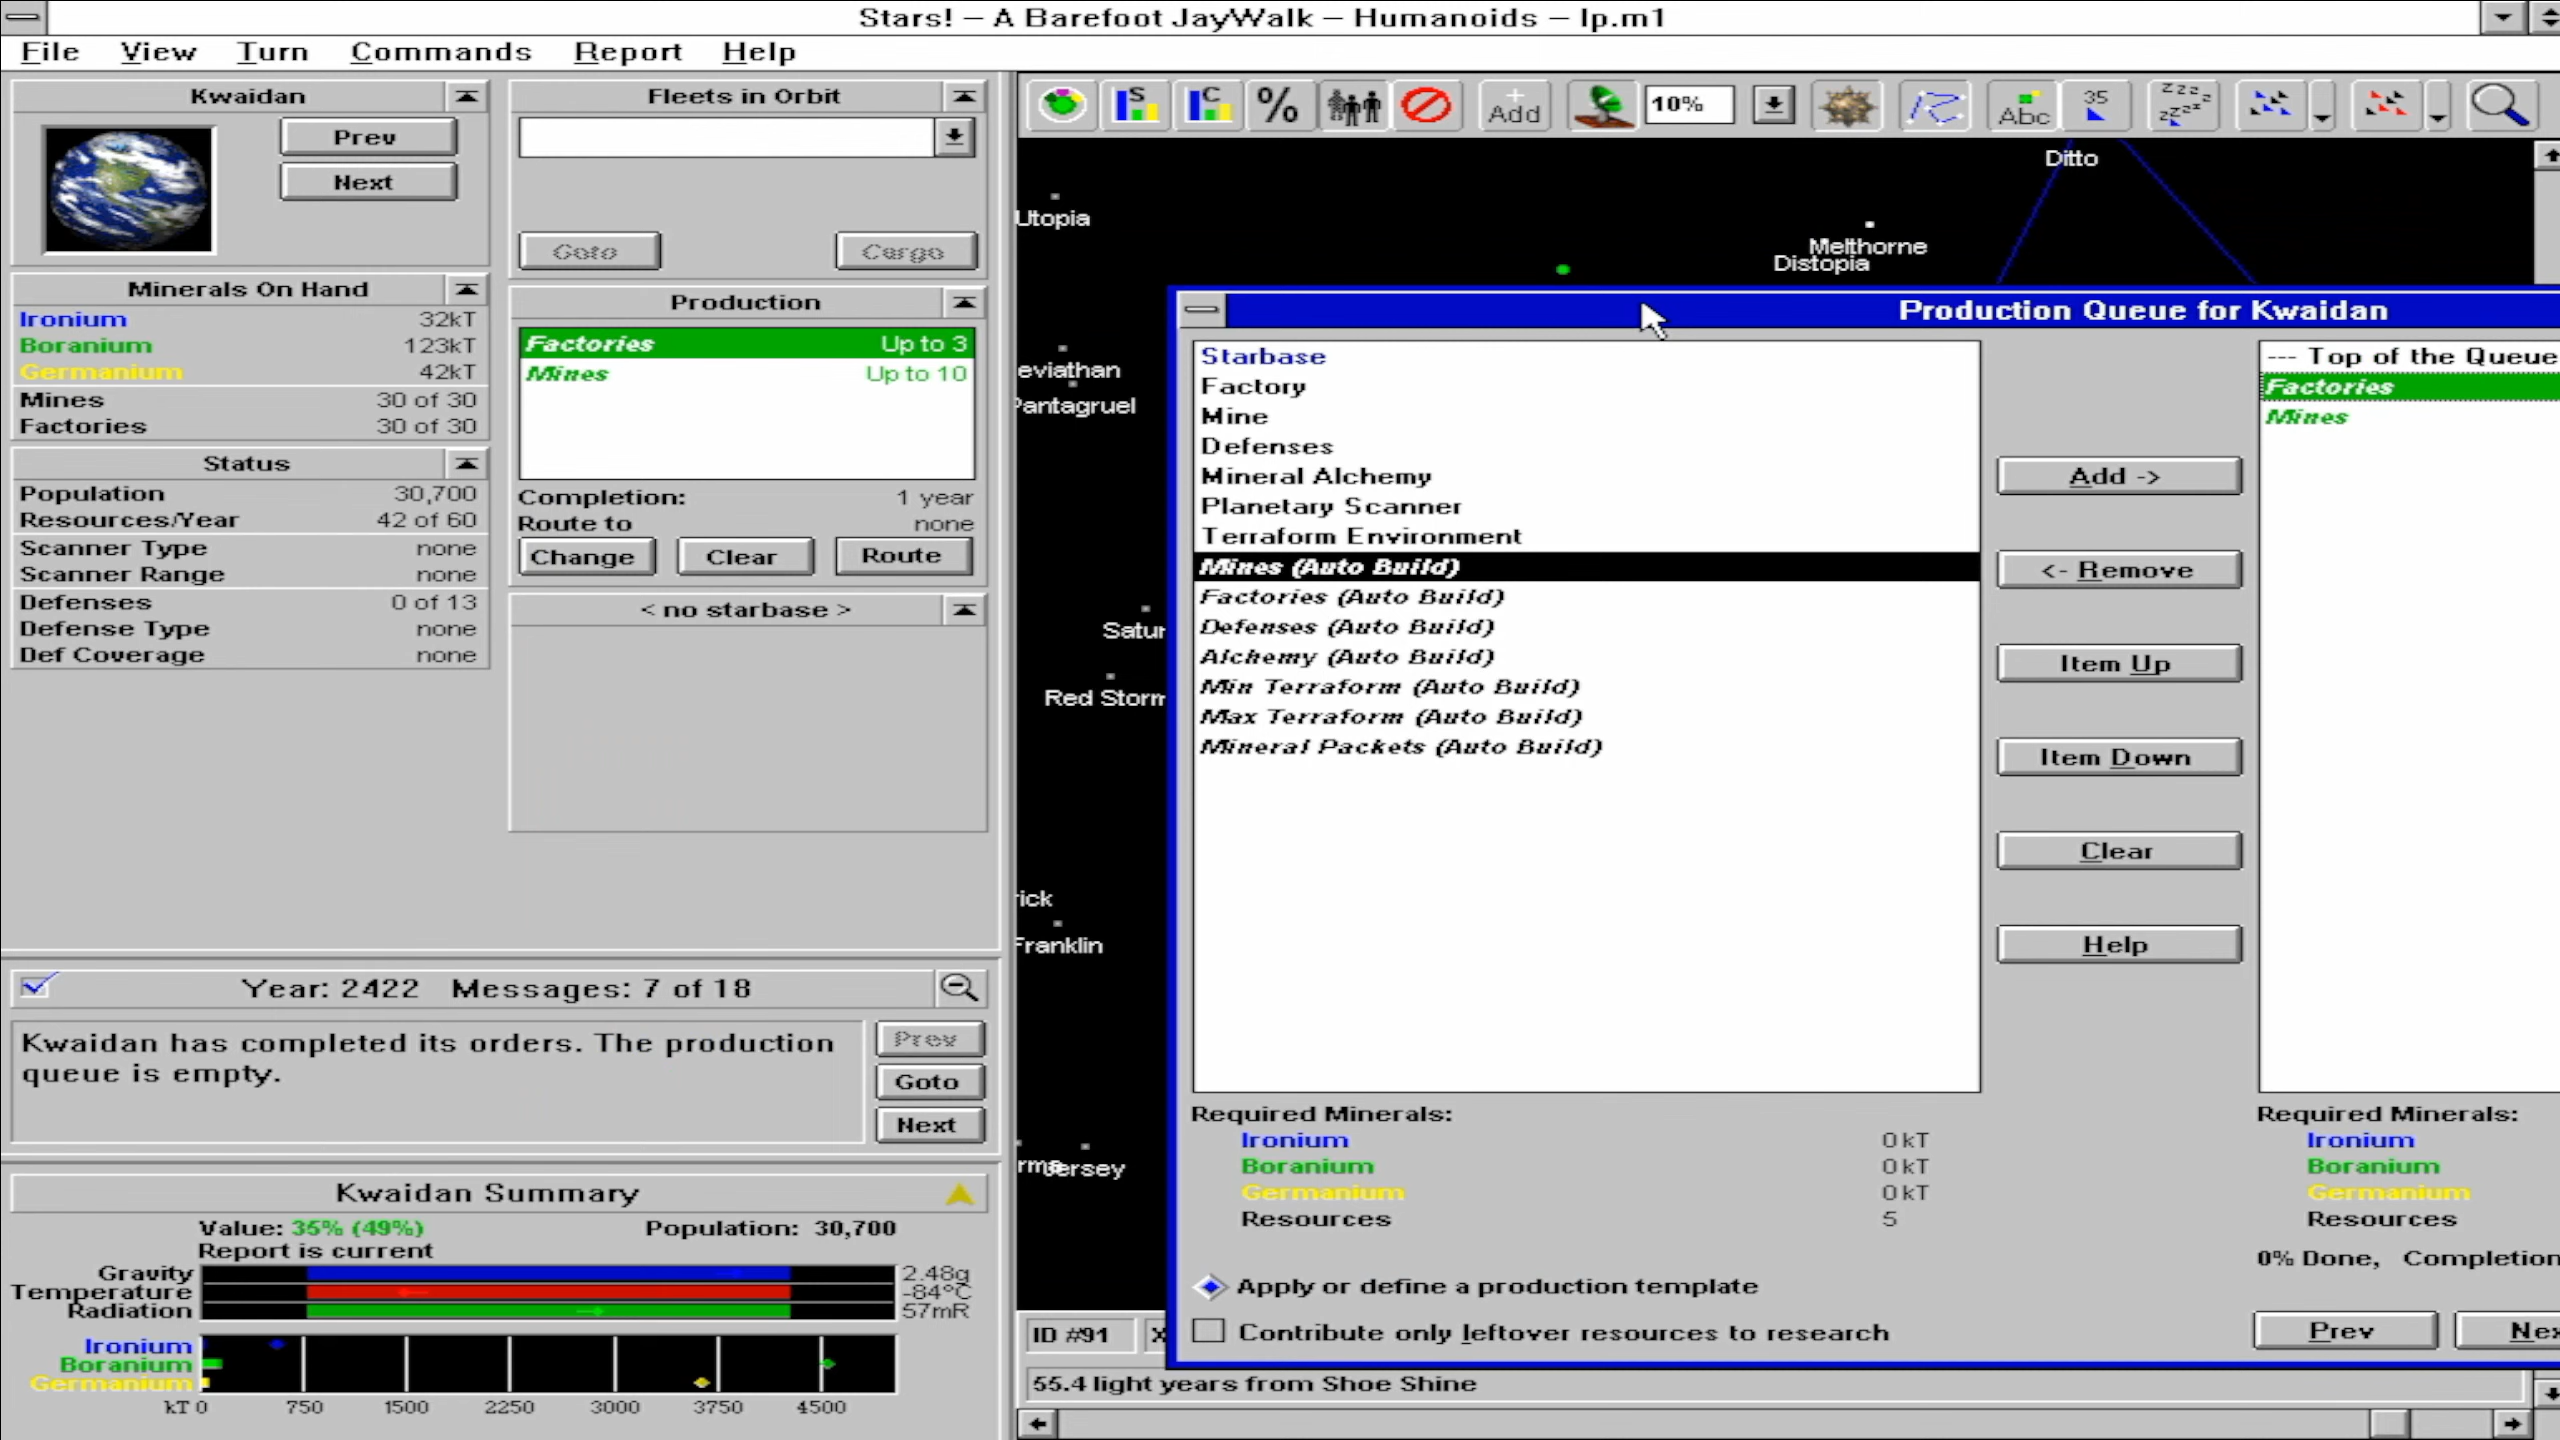 Stars! – A Barefoot JayWalk – Humanoids – lp.m1
File View Turn Commands Report Help
Kwaidan
Prev
Next
Minerals On Hand
Ironium 32kT
Boranium 123kT
Germanium 42kT
Mines 30 of 30
Factories 30 of 30
Status
Population 30,700
Resources/Year 42 of 60
Scanner Type none
Scanner Range none
Defenses 0 of 13
Defense Type none
Def Coverage none
Fleets in Orbit
Goto Cargo
Production
Factories Up to 3
Mines Up to 10
Completion: 1 year
Route to none
Change Clear Route
< no starbase >
Year: 2422 Messages: 7 of 18
Kwaidan has completed its orders. The production
queue is empty.
Prev
Goto
Next
Kwaidan Summary
Value: 35% (49%) Population: 30,700
Report is current
Gravity 2.48g
Temperature -84°C
Radiation 57mR
Ironium
Boranium
Germanium
kT 0 750 1500 2250 3000 3750 4500
S C % Add 10% Abc 35 Zzzz zzzz
Ditto
Utopia
Melthorne
Distopia
eviathan
Pantagruel
Satur
Red Storm
rick
Franklin
Jersey
Production Queue for Kwaidan
Starbase
Factory
Mine
Defenses
Mineral Alchemy
Planetary Scanner
Terraform Environment
Mines (Auto Build)
Factories (Auto Build)
Defenses (Auto Build)
Alchemy (Auto Build)
Min Terraform (Auto Build)
Max Terraform (Auto Build)
Mineral Packets (Auto Build)
Add ->
<- Remove
Item Up
Item Down
Clear
Help
--- Top of the Queue
Factories
Mines
Required Minerals:
Ironium 0kT
Boranium 0kT
Germanium 0kT
Resources 5
Required Minerals:
Ironium
Boranium
Germanium
Resources
0% Done, Completion
Apply or define a production template
Contribute only leftover resources to research
Prev Nex
ID #91 X
55.4 light years from Shoe Shine